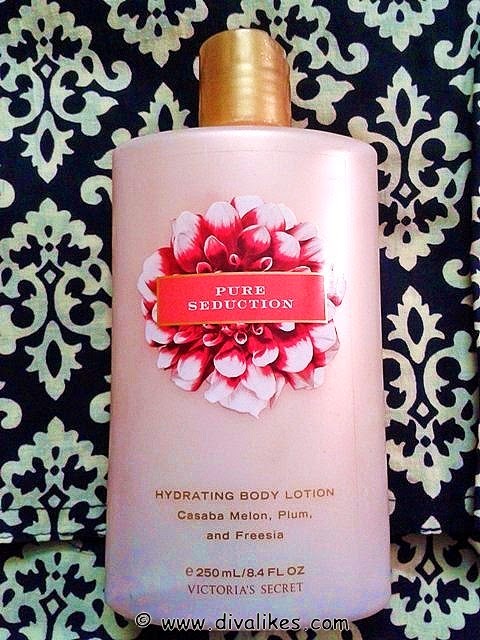 PURE
SEDUCTION
HYDRATING BODY LOTION
Casaba Melon, Plum,
and Freesia
℮ 250 mL/8.4 FL OZ
VICTORIA'S SECRET
© www.divalikes.com